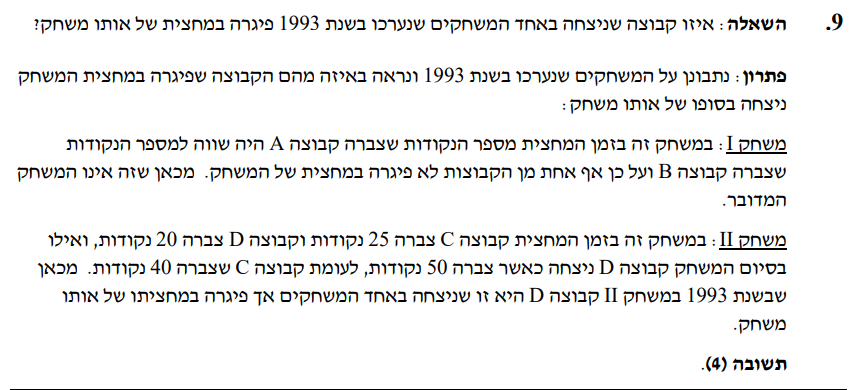 9. השאלה: איזו קבוצה שניצחה באחד המשחקים שנערכו בשנת 1993 פיגרה במחצית של אותו משחק?
פתרון: נתבונן על המשחקים שנערכו בשנת 1993 ונראה באיזה מהם הקבוצה שפיגרה במחצית המשחק
ניצחה בסופו של אותו משחק:
משחק I: במשחק זה בזמן המחצית מספר הנקודות שצברה קבוצה A היה שווה למספר הנקודות
שצברה קבוצה B ועל כן אף אחת מן הקבוצות לא פיגרה במחצית של המשחק. מכאן שזה אינו המשחק
המדובר.
משחק II: במשחק זה בזמן המחצית קבוצה C צברה 25 נקודות וקבוצה D צברה 20 נקודות, ואילו
בסיום המשחק קבוצה D ניצחה כאשר צברה 50 נקודות, לעומת קבוצה C שצברה 40 נקודות. מכאן
שבשנת 1993 במשחק II קבוצה D היא זו שניצחה באחד המשחקים אך פיגרה במחציתו של אותו
משחק.
תשובה (4).